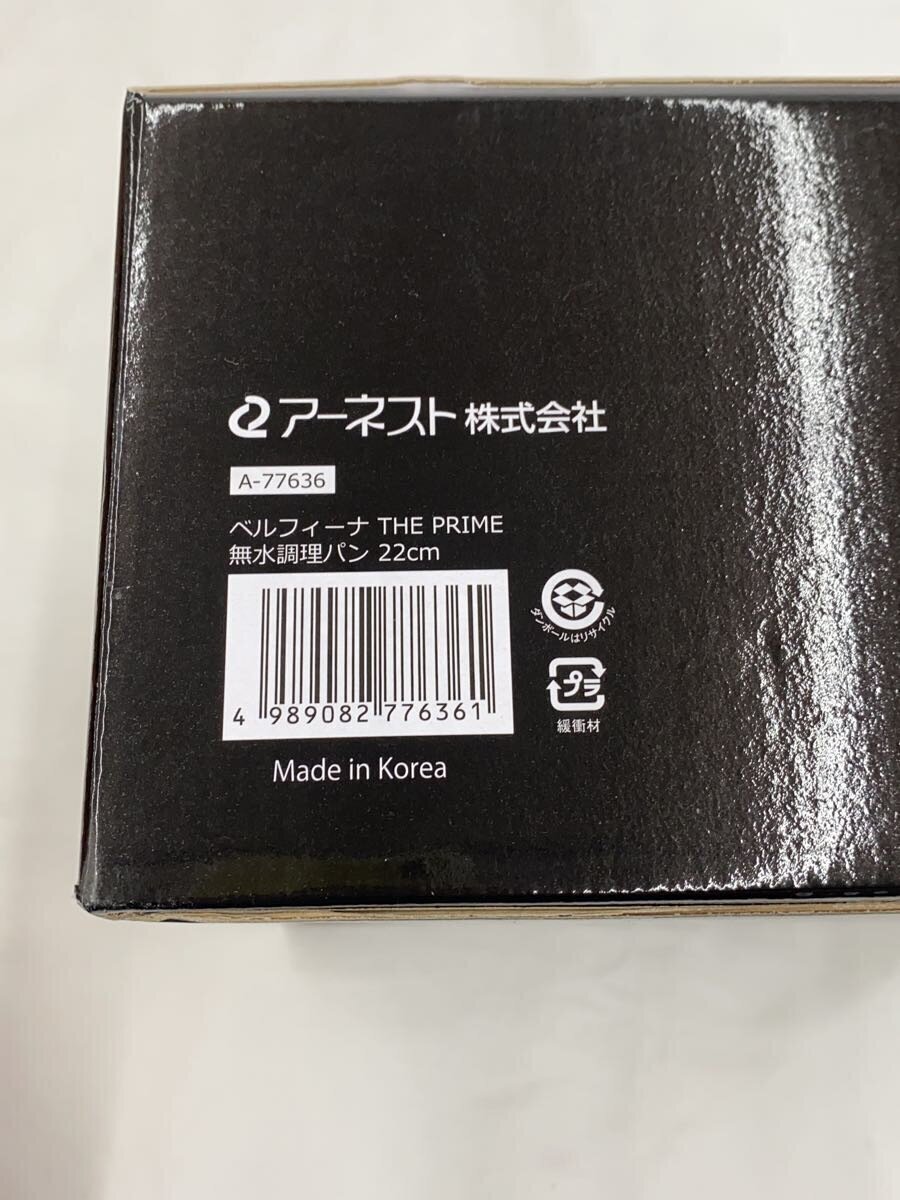 アーネスト 株式会社
A-77636
ベルフィーナ THE PRIME
無水調理パン 22cm
4 989082 776361
Made in Korea
ダンボールはリサイクル
プラ
緩衝材